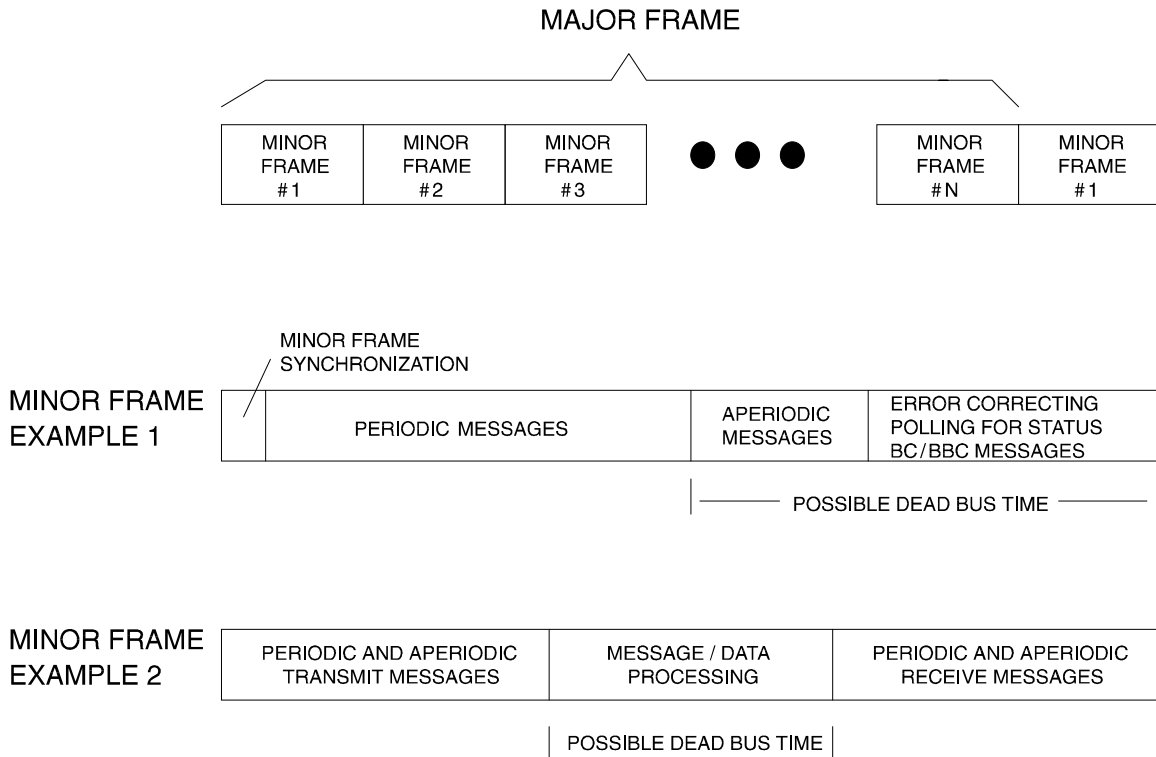 MAJOR FRAME
MINOR
FRAME
#1
MINOR
FRAME
#2
MINOR
FRAME
#3
MINOR
FRAME
#N
MINOR
FRAME
#1
MINOR FRAME
SYNCHRONIZATION
MINOR FRAME
EXAMPLE 1
PERIODIC MESSAGES
APERIODIC
MESSAGES
ERROR CORRECTING
POLLING FOR STATUS
BC/BBC MESSAGES
POSSIBLE DEAD BUS TIME
MINOR FRAME
EXAMPLE 2
PERIODIC AND APERIODIC
TRANSMIT MESSAGES
MESSAGE / DATA
PROCESSING
PERIODIC AND APERIODIC
RECEIVE MESSAGES
POSSIBLE DEAD BUS TIME